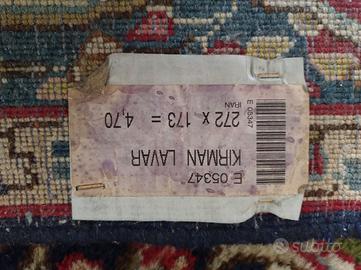 E 05347
KIRMAN LAVAR
272 x 173 = 4,70
IRAN
E 05347
subito